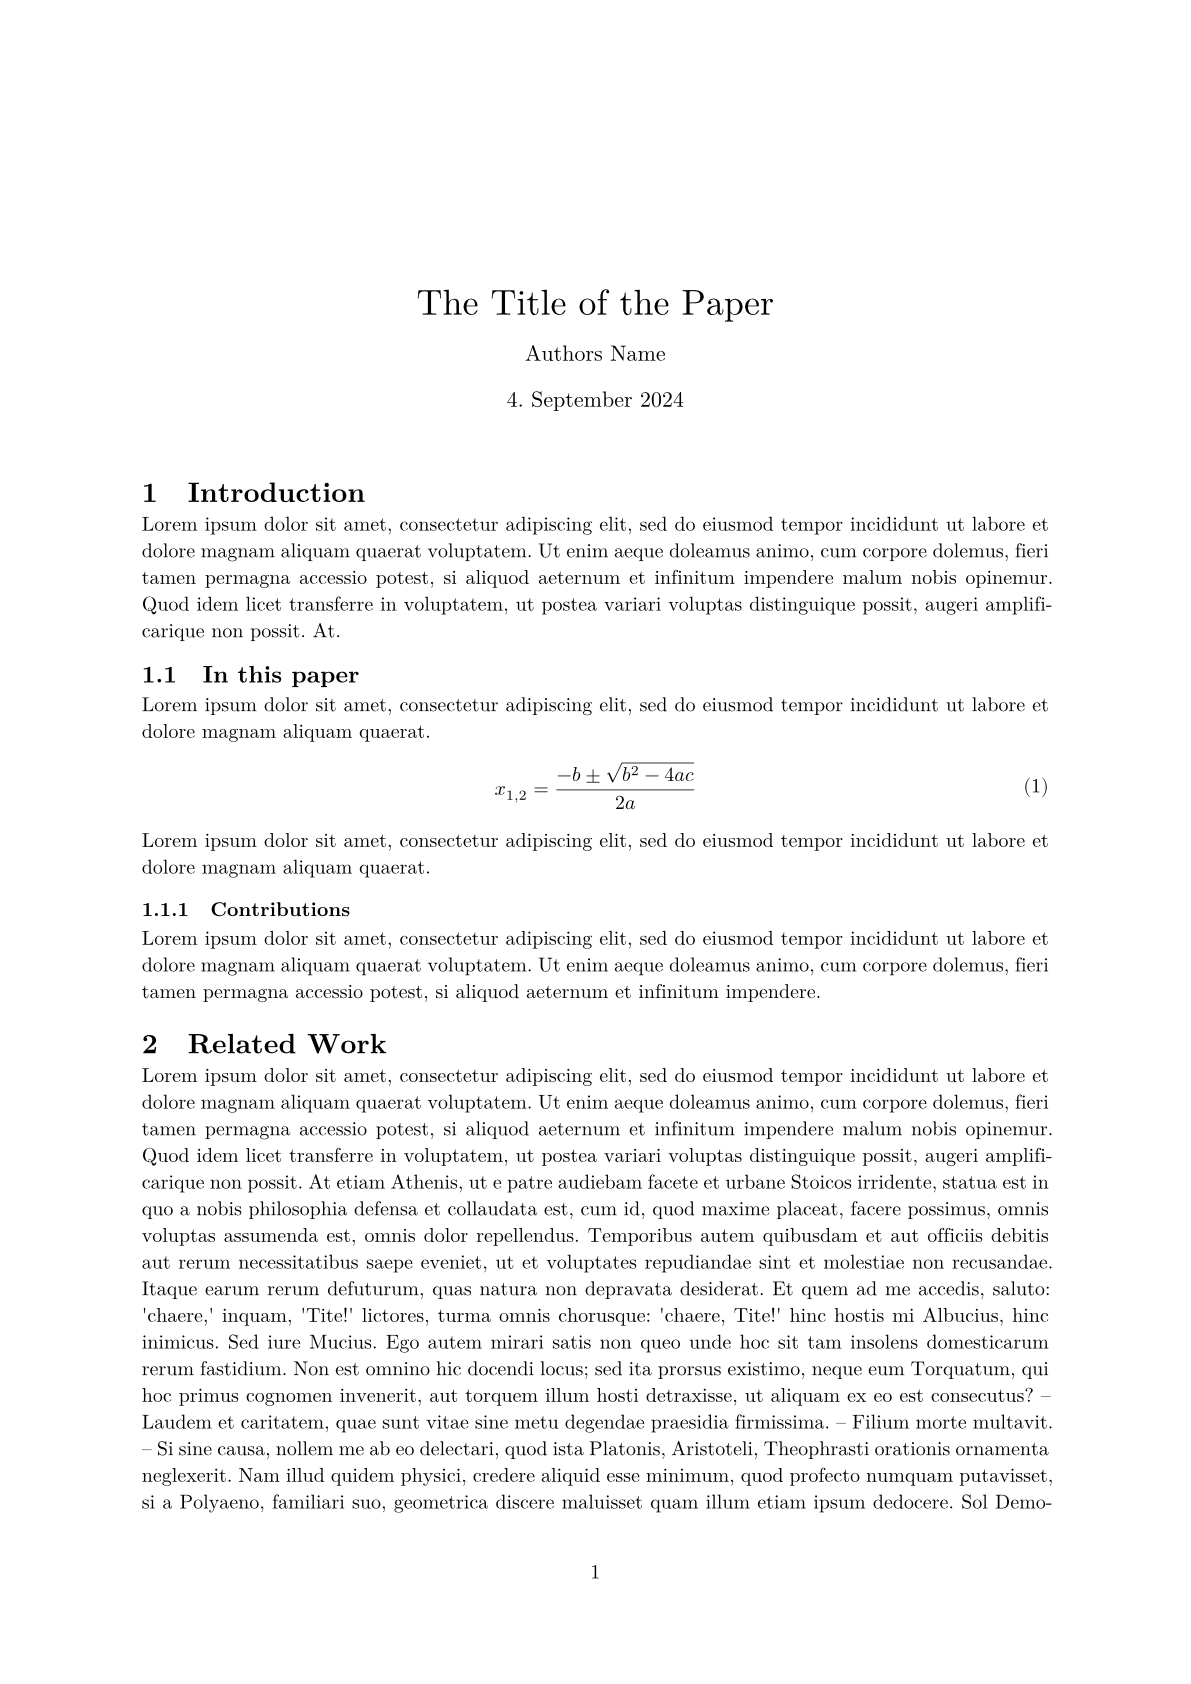 The Title of the Paper
Authors Name
4. September 2024
1 Introduction
Lorem ipsum dolor sit amet, consectetur adipiscing elit, sed do eiusmod tempor incididunt ut labore et
dolore magnam aliquam quaerat voluptatem. Ut enim aeque doleamus animo, cum corpore dolemus, fieri
tamen permagna accessio potest, si aliquod aeternum et infinitum impendere malum nobis opinemur.
Quod idem licet transferre in voluptatem, ut postea variari voluptas distinguique possit, augeri amplifi-
carique non possit. At.
1.1 In this paper
Lorem ipsum dolor sit amet, consectetur adipiscing elit, sed do eiusmod tempor incididunt ut labore et
dolore magnam aliquam quaerat.
x_{1,2} = \frac{-b ± \sqrt{b^2 − 4ac}}{2a} (1)
Lorem ipsum dolor sit amet, consectetur adipiscing elit, sed do eiusmod tempor incididunt ut labore et
dolore magnam aliquam quaerat.
1.1.1 Contributions
Lorem ipsum dolor sit amet, consectetur adipiscing elit, sed do eiusmod tempor incididunt ut labore et
dolore magnam aliquam quaerat voluptatem. Ut enim aeque doleamus animo, cum corpore dolemus, fieri
tamen permagna accessio potest, si aliquod aeternum et infinitum impendere.
2 Related Work
Lorem ipsum dolor sit amet, consectetur adipiscing elit, sed do eiusmod tempor incididunt ut labore et
dolore magnam aliquam quaerat voluptatem. Ut enim aeque doleamus animo, cum corpore dolemus, fieri
tamen permagna accessio potest, si aliquod aeternum et infinitum impendere malum nobis opinemur.
Quod idem licet transferre in voluptatem, ut postea variari voluptas distinguique possit, augeri amplifi-
carique non possit. At etiam Athenis, ut e patre audiebam facete et urbane Stoicos irridente, statua est in
quo a nobis philosophia defensa et collaudata est, cum id, quod maxime placeat, facere possimus, omnis
voluptas assumenda est, omnis dolor repellendus. Temporibus autem quibusdam et aut officiis debitis
aut rerum necessitatibus saepe eveniet, ut et voluptates repudiandae sint et molestiae non recusandae.
Itaque earum rerum defuturum, quas natura non depravata desiderat. Et quem ad me accedis, saluto:
'chaere,' inquam, 'Tite!' lictores, turma omnis chorusque: 'chaere, Tite!' hinc hostis mi Albucius, hinc
inimicus. Sed iure Mucius. Ego autem mirari satis non queo unde hoc sit tam insolens domesticarum
rerum fastidium. Non est omnino hic docendi locus; sed ita prorsus existimo, neque eum Torquatum, qui
hoc primus cognomen invenerit, aut torquem illum hosti detraxisse, ut aliquam ex eo est consecutus? –
Laudem et caritatem, quae sunt vitae sine metu degendae praesidia firmissima. – Filium morte multavit.
– Si sine causa, nollem me ab eo delectari, quod ista Platonis, Aristoteli, Theophrasti orationis ornamenta
neglexerit. Nam illud quidem physici, credere aliquid esse minimum, quod profecto numquam putavisset,
si a Polyaeno, familiari suo, geometrica discere maluisset quam illum etiam ipsum dedocere. Sol Demo-
1